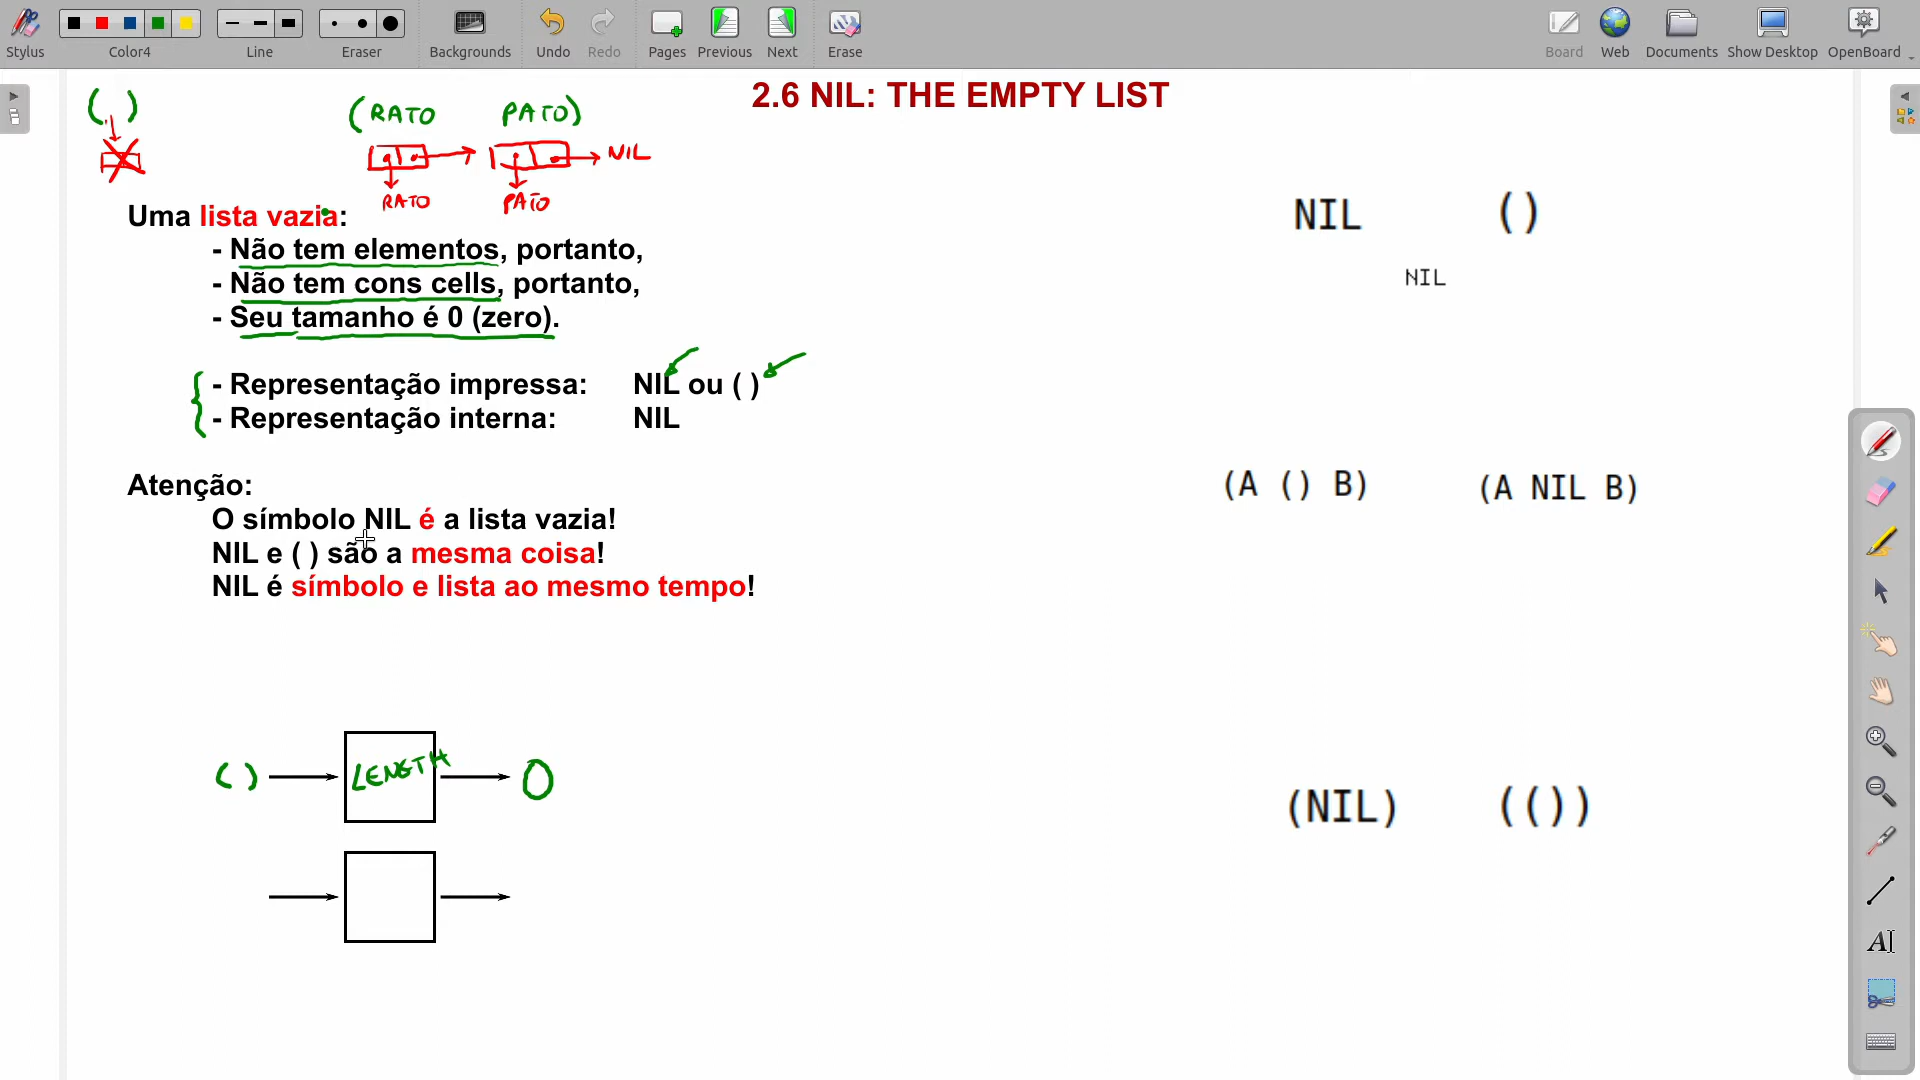 Stylus Color4 Line Eraser Backgrounds Undo Redo Pages Previous Next Erase Board Web Documents Show Desktop OpenBoard
2.6 NIL: THE EMPTY LIST
( ) (RATO PATO)
NIL
RATO PATO
Uma lista vazia:
- Não tem elementos, portanto,
- Não tem cons cells, portanto,
- Seu tamanho é 0 (zero).
- Representação impressa: NIL ou ( )
- Representação interna: NIL
Atenção:
O símbolo NIL é a lista vazia!
NIL e ( ) são a mesma coisa!
NIL é símbolo e lista ao mesmo tempo!
( ) LENGTH 0
NIL ()
NIL
(A () B) (A NIL B)
(NIL) (())